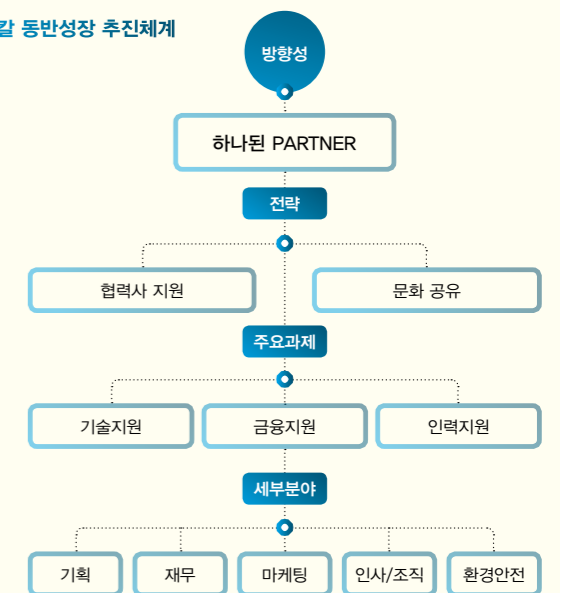 칼 동반성장 추진체계
방향성
하나된 PARTNER
전략
협력사 지원
문화 공유
주요과제
기술지원
금융지원
인력지원
세부분야
기획
재무
마케팅
인사/조직
환경안전